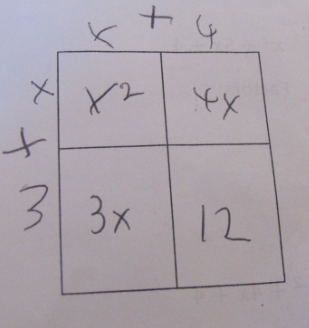 x + 4
x x² 4x
+
3 3x 12